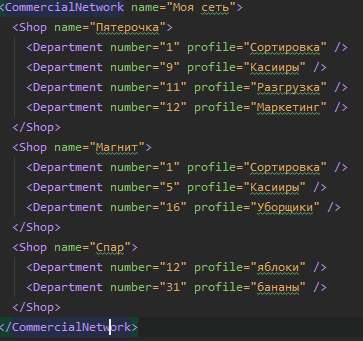 <CommercialNetwork name="Моя сеть">
<Shop name="Пятерочка">
<Department number="1" profile="Сортировка" />
<Department number="9" profile="Касииры" />
<Department number="11" profile="Разгрузка" />
<Department number="12" profile="Маркетинг" />
</Shop>
<Shop name="Магнит">
<Department number="1" profile="Сортировка" />
<Department number="5" profile="Касииры" />
<Department number="16" profile="Уборщики" />
</Shop>
<Shop name="Спар">
<Department number="12" profile="яблоки" />
<Department number="31" profile="бананы" />
</Shop>
</CommercialNetwork>